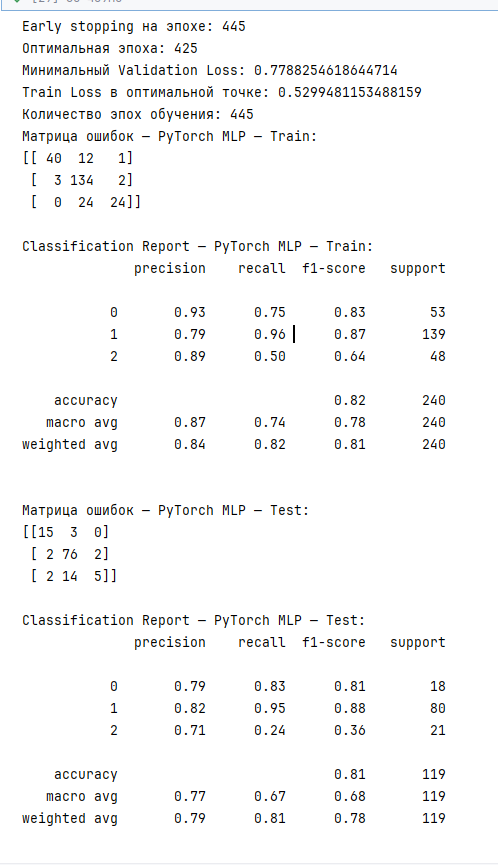 Early stopping на эпохе: 445
Оптимальная эпоха: 425
Минимальный Validation Loss: 0.7788254618644714
Train Loss в оптимальной точке: 0.5299481153488159
Количество эпох обучения: 445
Матрица ошибок — PyTorch MLP — Train:
[[ 40  12   1]
 [  3 134   2]
 [  0  24  24]]
Classification Report — PyTorch MLP — Train:
              precision    recall  f1-score   support
           0       0.93      0.75      0.83        53
           1       0.79      0.96      0.87       139
           2       0.89      0.50      0.64        48
    accuracy                           0.82       240
   macro avg       0.87      0.74      0.78       240
weighted avg       0.84      0.82      0.81       240
Матрица ошибок — PyTorch MLP — Test:
[[15  3  0]
 [ 2 76  2]
 [ 2 14  5]]
Classification Report — PyTorch MLP — Test:
              precision    recall  f1-score   support
           0       0.79      0.83      0.81        18
           1       0.82      0.95      0.88        80
           2       0.71      0.24      0.36        21
    accuracy                           0.81       119
   macro avg       0.77      0.67      0.68       119
weighted avg       0.79      0.81      0.78       119